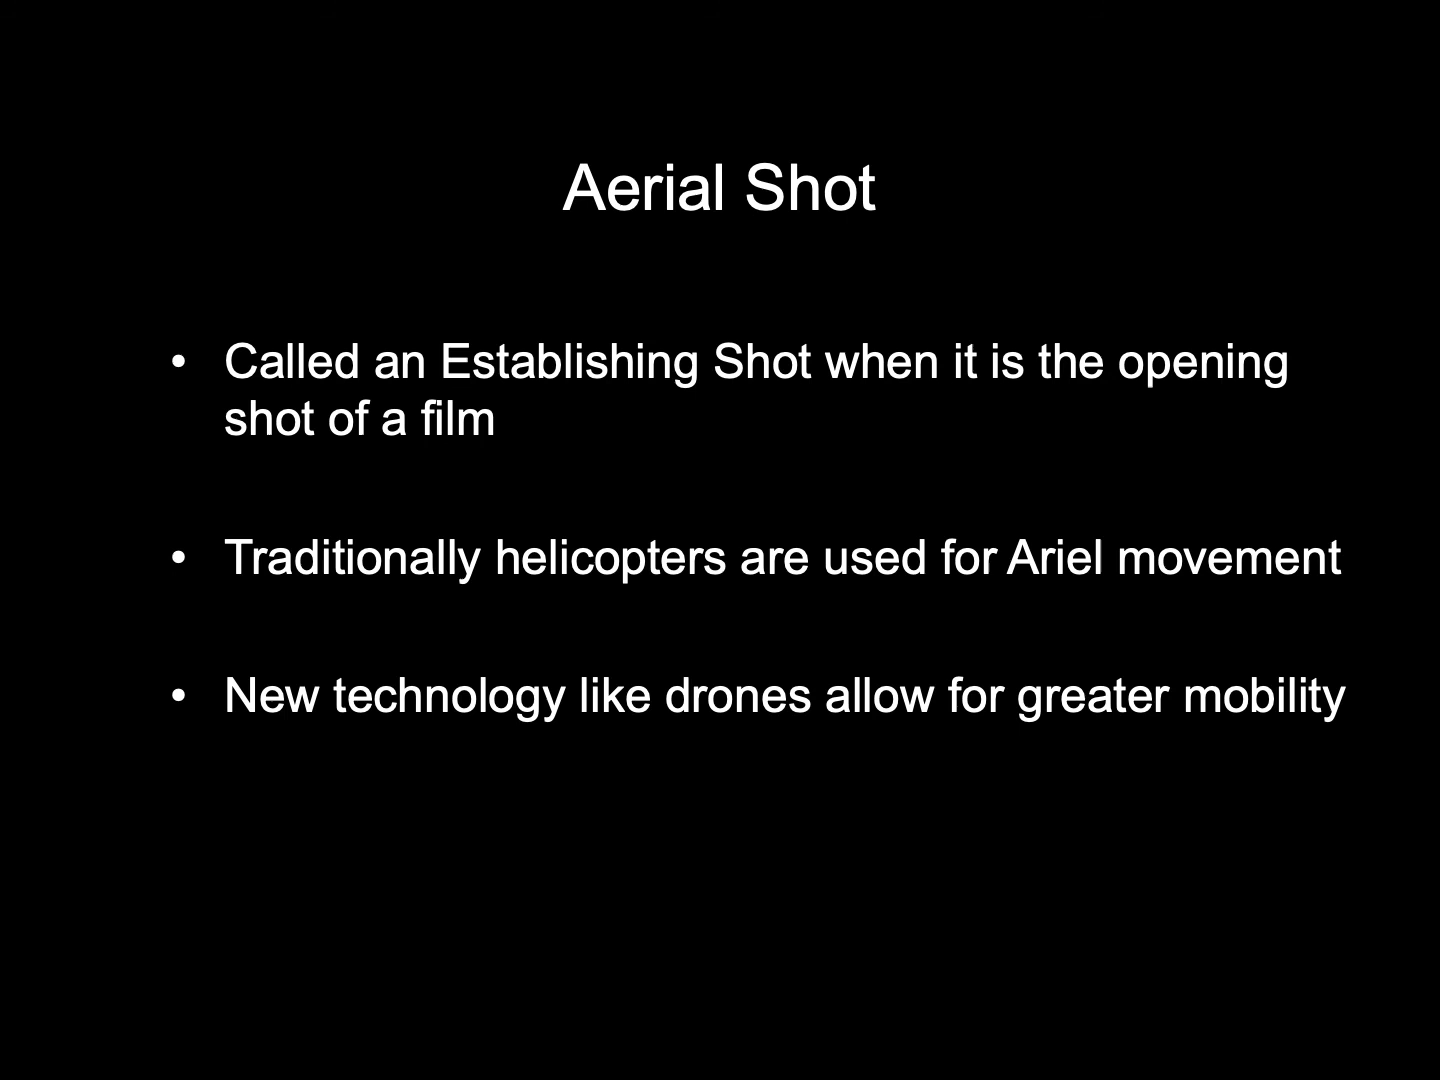 Aerial Shot
• Called an Establishing Shot when it is the opening
shot of a film
• Traditionally helicopters are used for Ariel movement
• New technology like drones allow for greater mobility